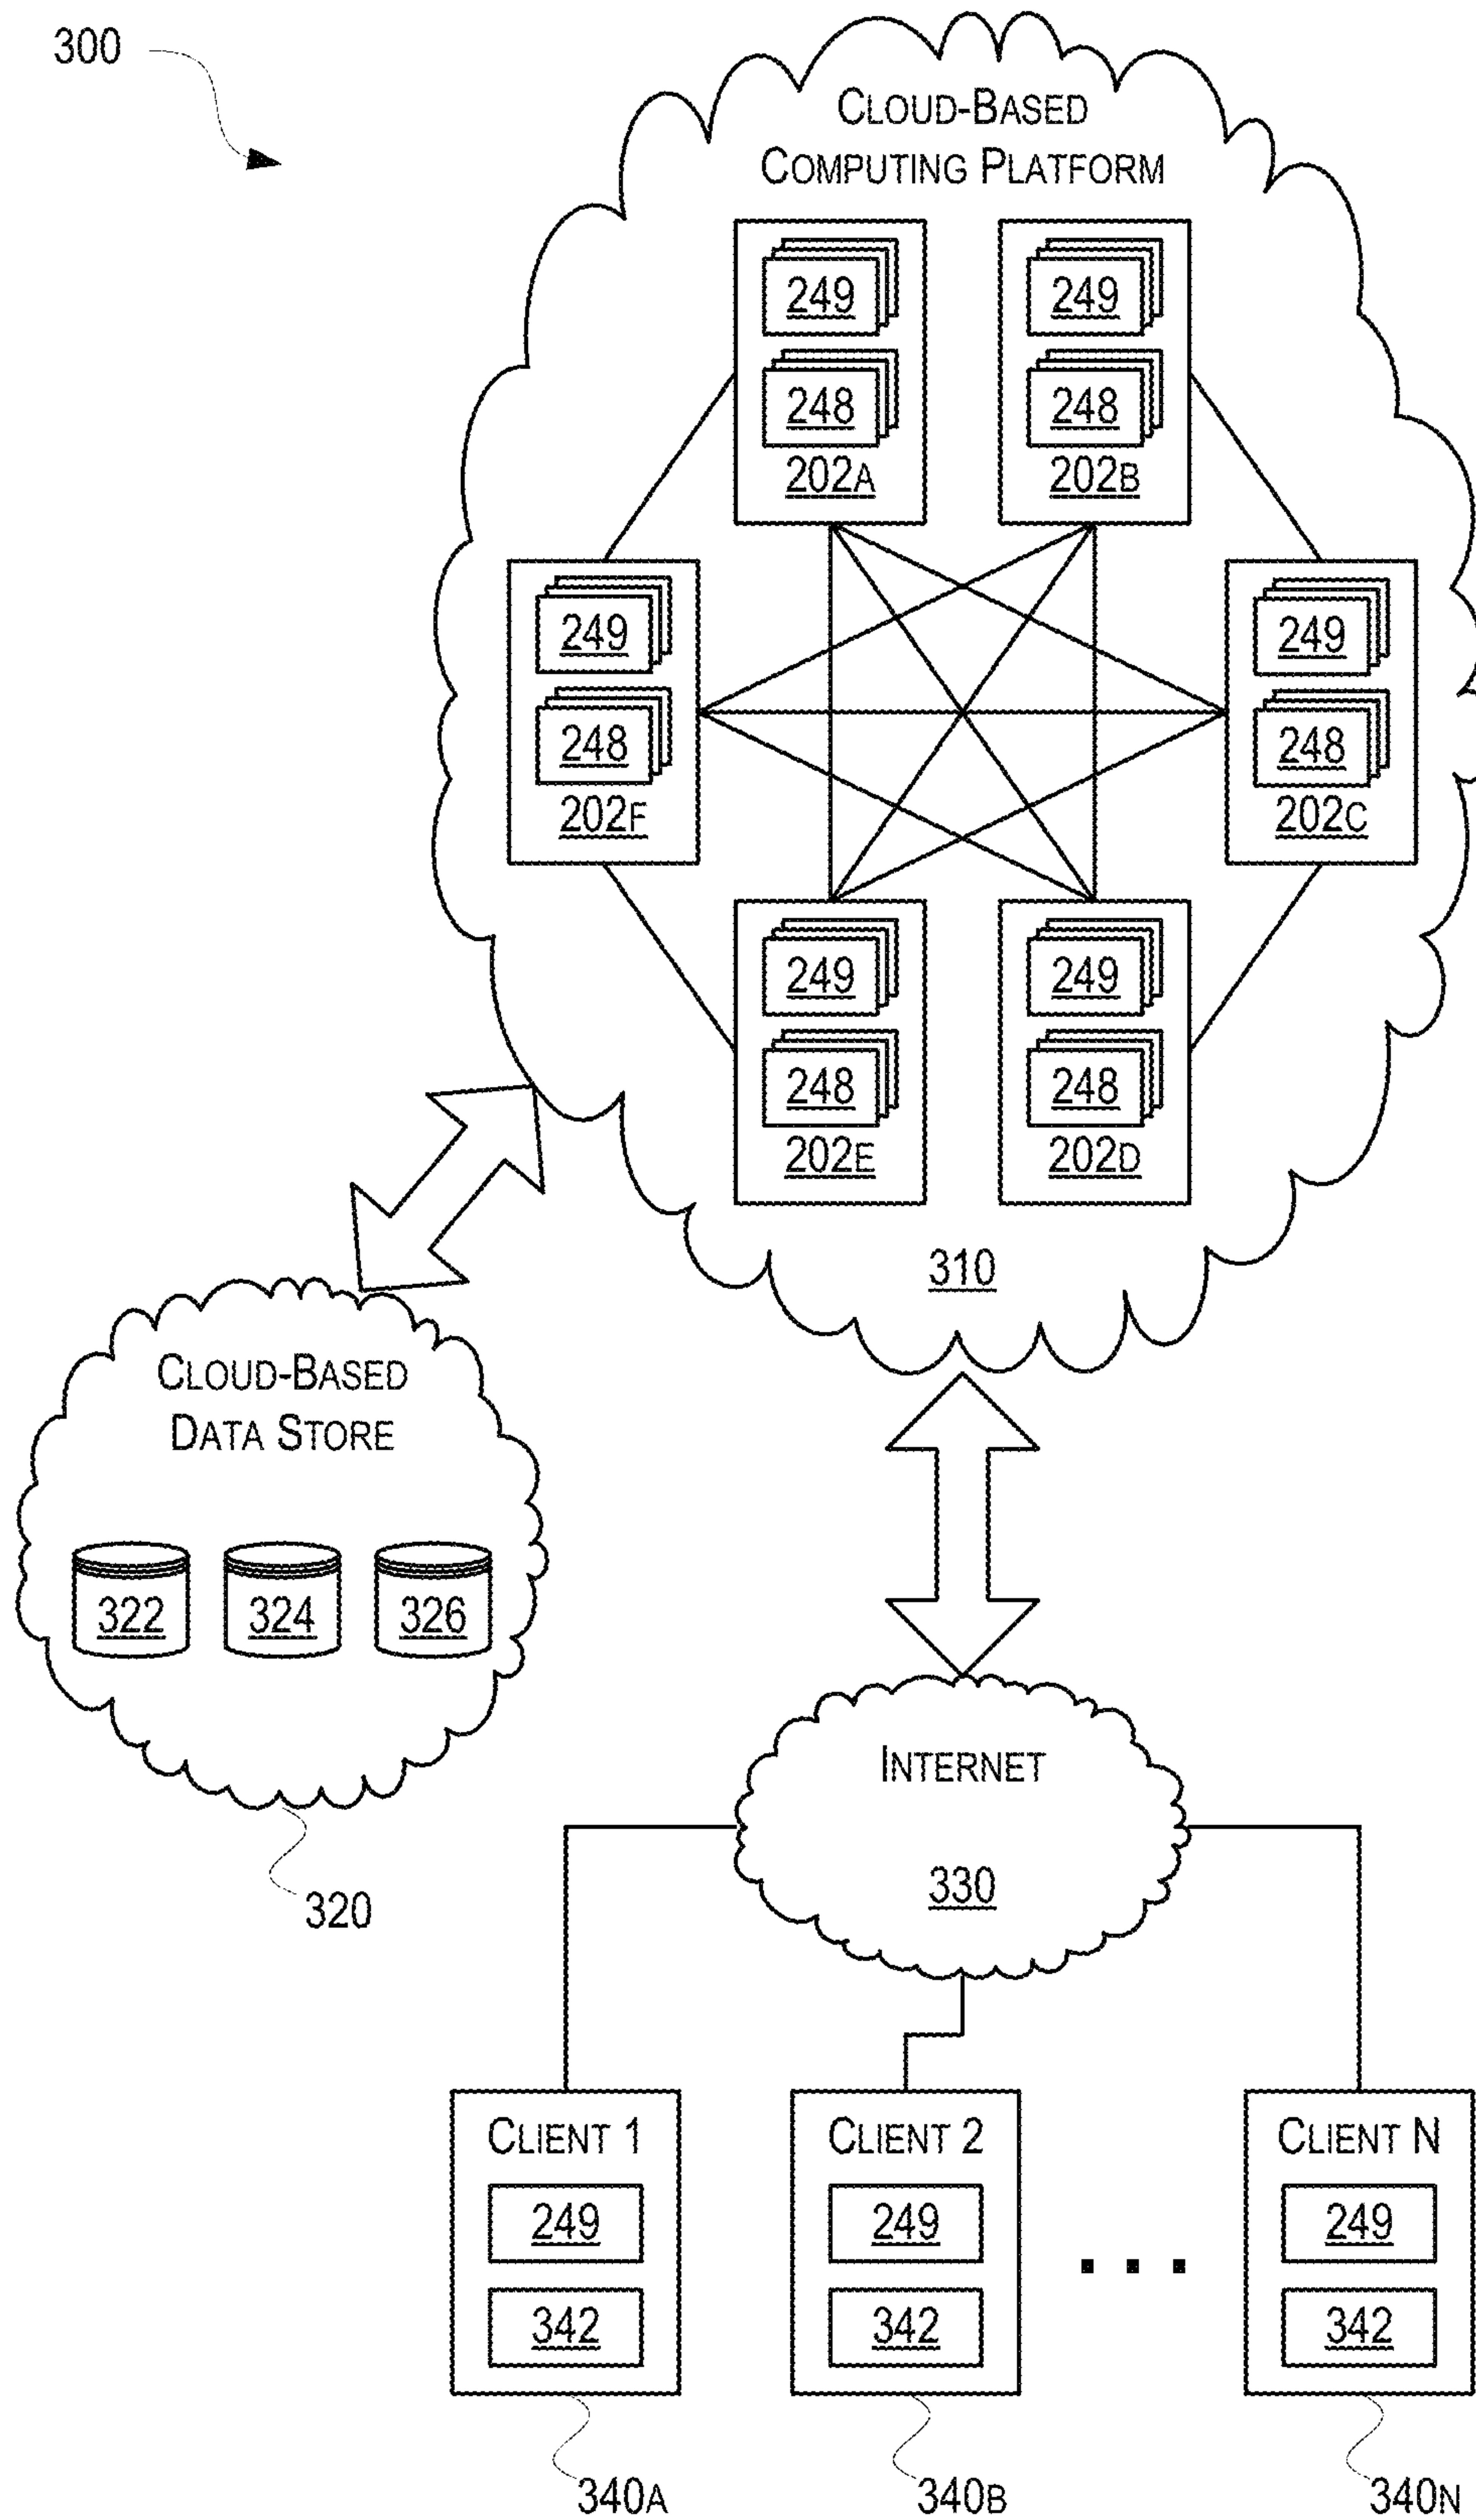 300
CLOUD-BASED
COMPUTING PLATFORM
249
248
202A
249
248
202B
249
248
202F
249
248
202C
249
248
202E
249
248
202D
310
CLOUD-BASED
DATA STORE
322 324 326
320
INTERNET
330
CLIENT 1
249
342
340A
CLIENT 2
249
342
340B
...
CLIENT N
249
342
340N